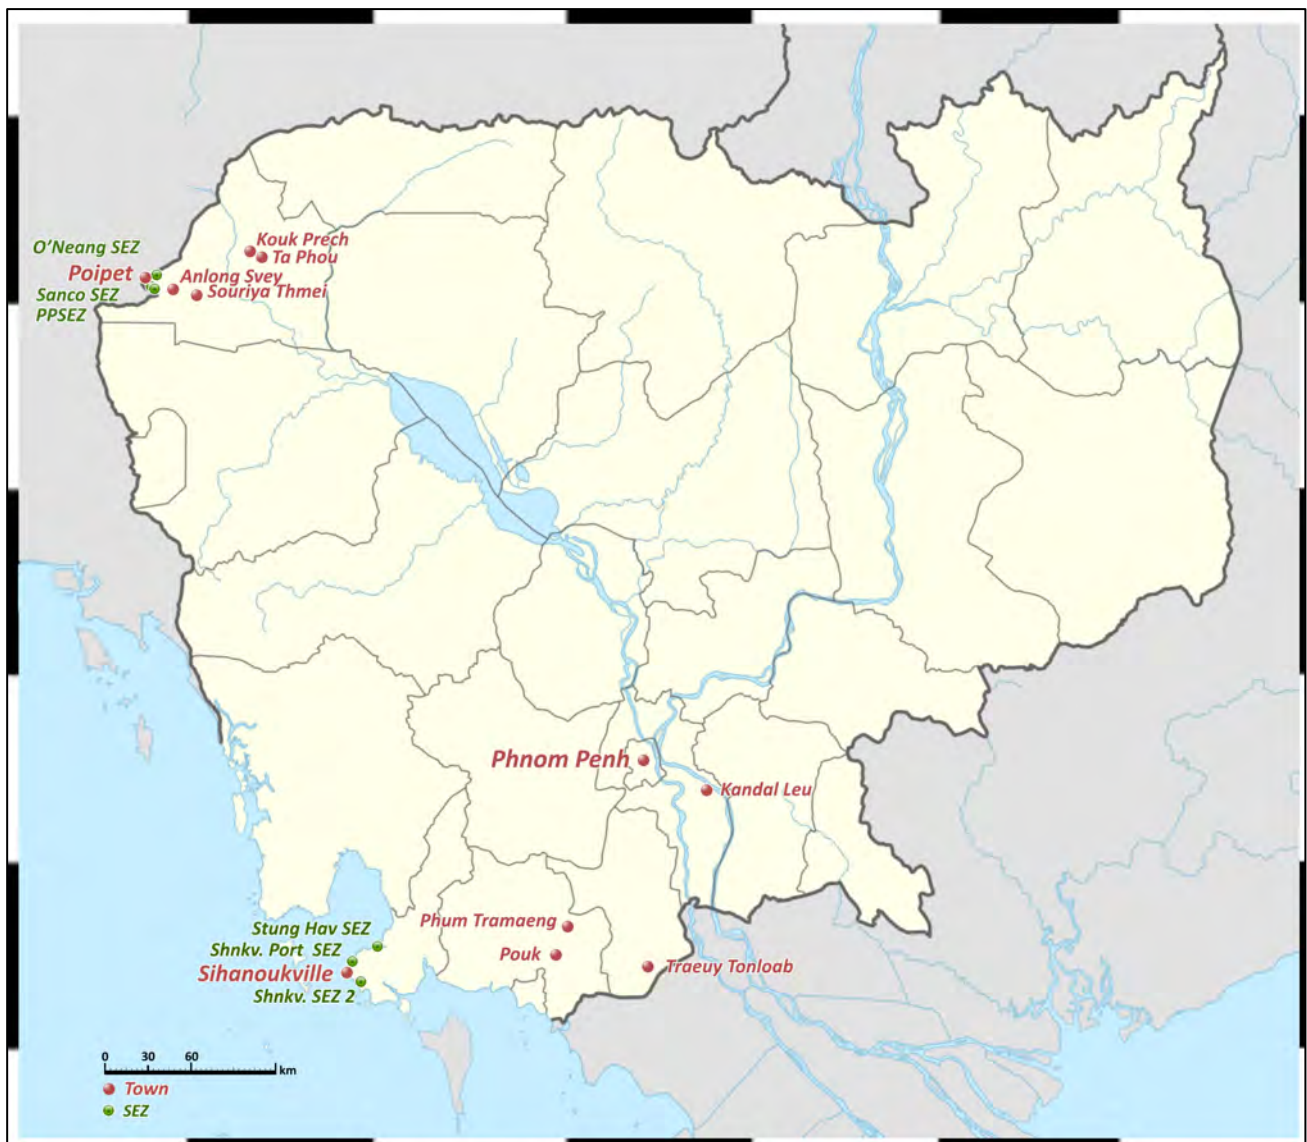 Kouk Prech
O'Neang SEZ
Ta Phou
Poipet
Anlong Svey
Sanco SEZ
Souriya Thmei
PPSEZ
Phnom Penh
Kandal Leu
Phum Tramaeng
Stung Hav SEZ
Shnkv. Port SEZ
Pouk
Sihanoukville
Traeuy Tonloab
Shnkv. SEZ 2
0 30 60
km
Town
SEZ